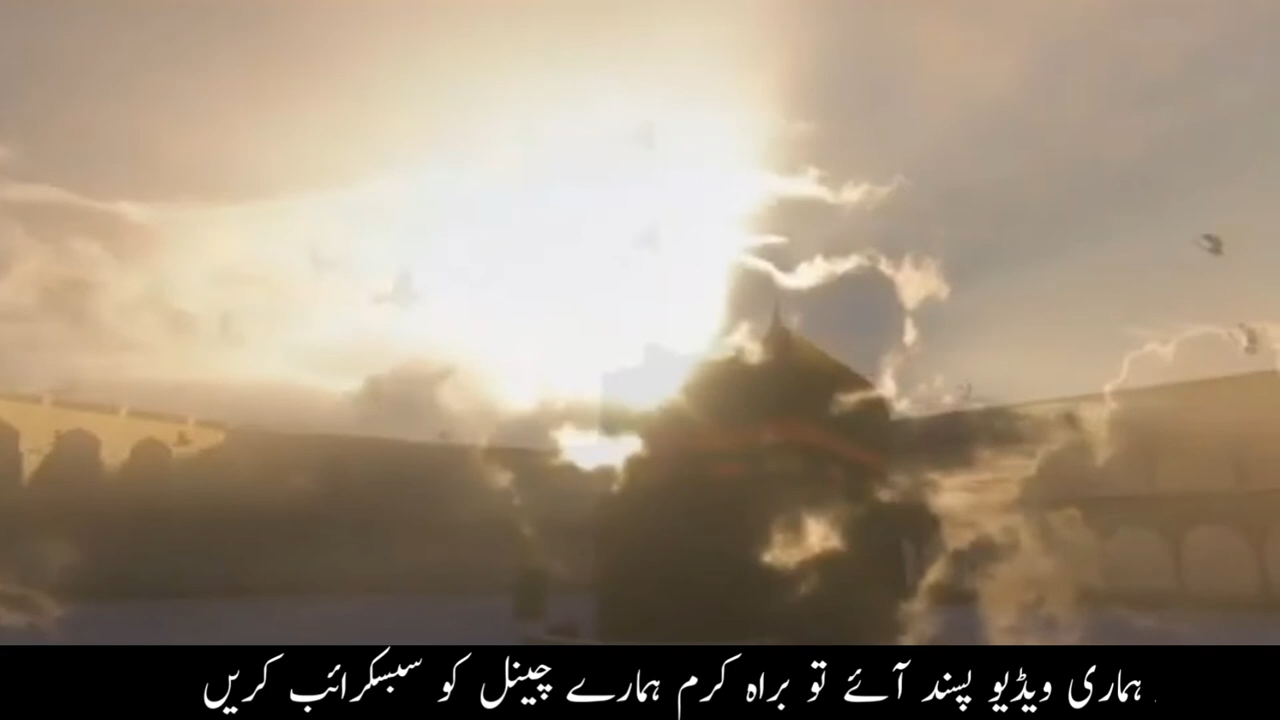 ہماری ویڈیو پسند آئے تو براہ کرم ہمارے چینل کو سبسکرائب کریں